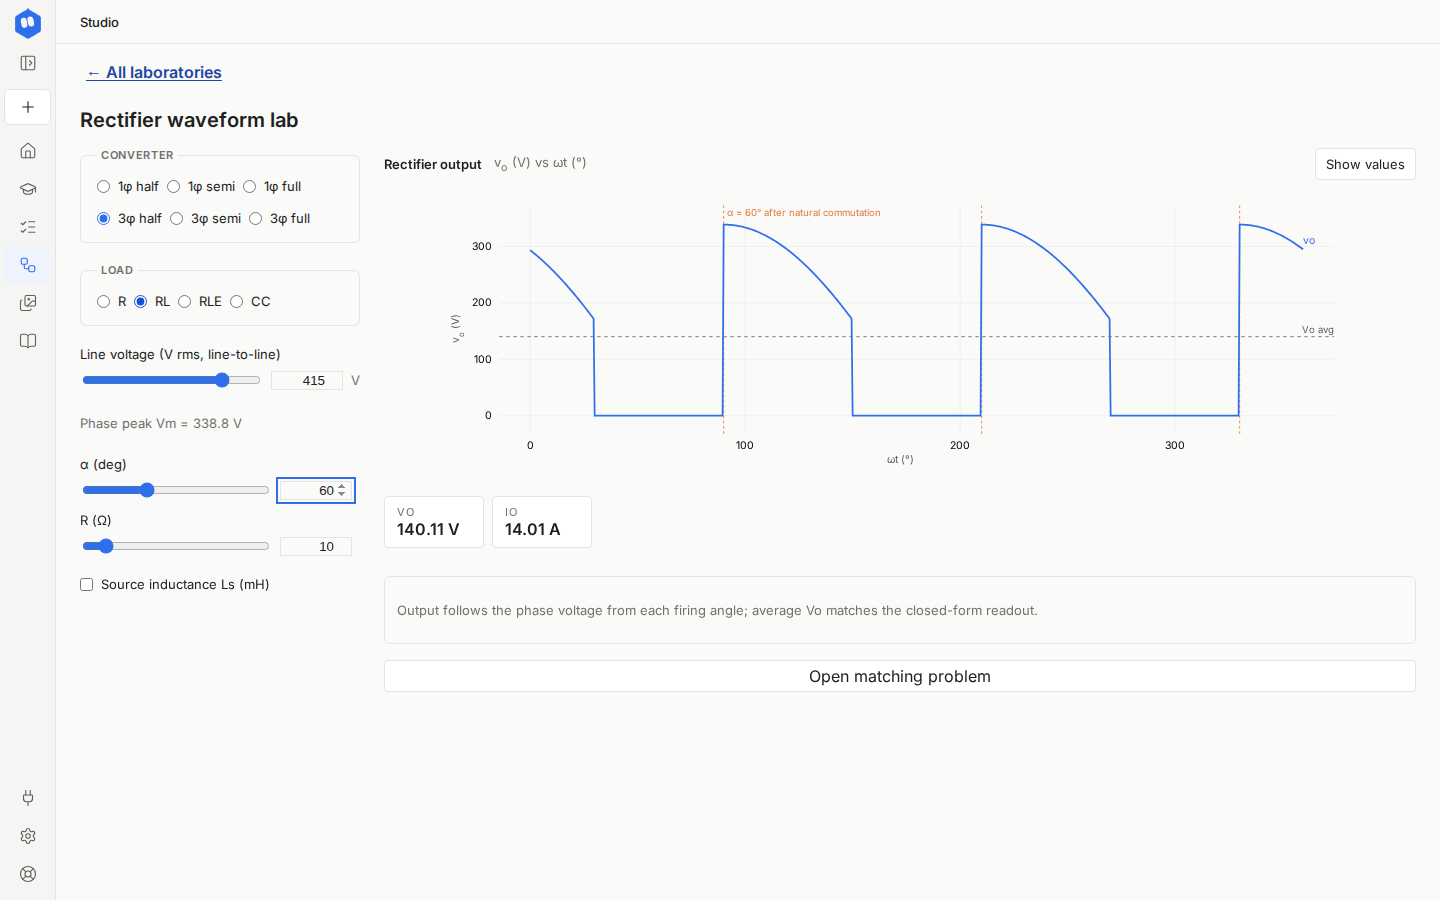 Studio
← All laboratories
Rectifier waveform lab
CONVERTER
1φ half 1φ semi 1φ full
3φ half 3φ semi 3φ full
LOAD
R RL RLE CC
Line voltage (V rms, line-to-line)
415 V
Phase peak Vm = 338.8 V
α (deg)
60
R (Ω)
10
Source inductance Ls (mH)
Rectifier output vo (V) vs ωt (°)
Show values
α = 60° after natural commutation
vo
Vo avg
300
200
100
0
vo (V)
0 100 200 300
ωt (°)
VO
140.11 V
IO
14.01 A
Output follows the phase voltage from each firing angle; average Vo matches the closed-form readout.
Open matching problem